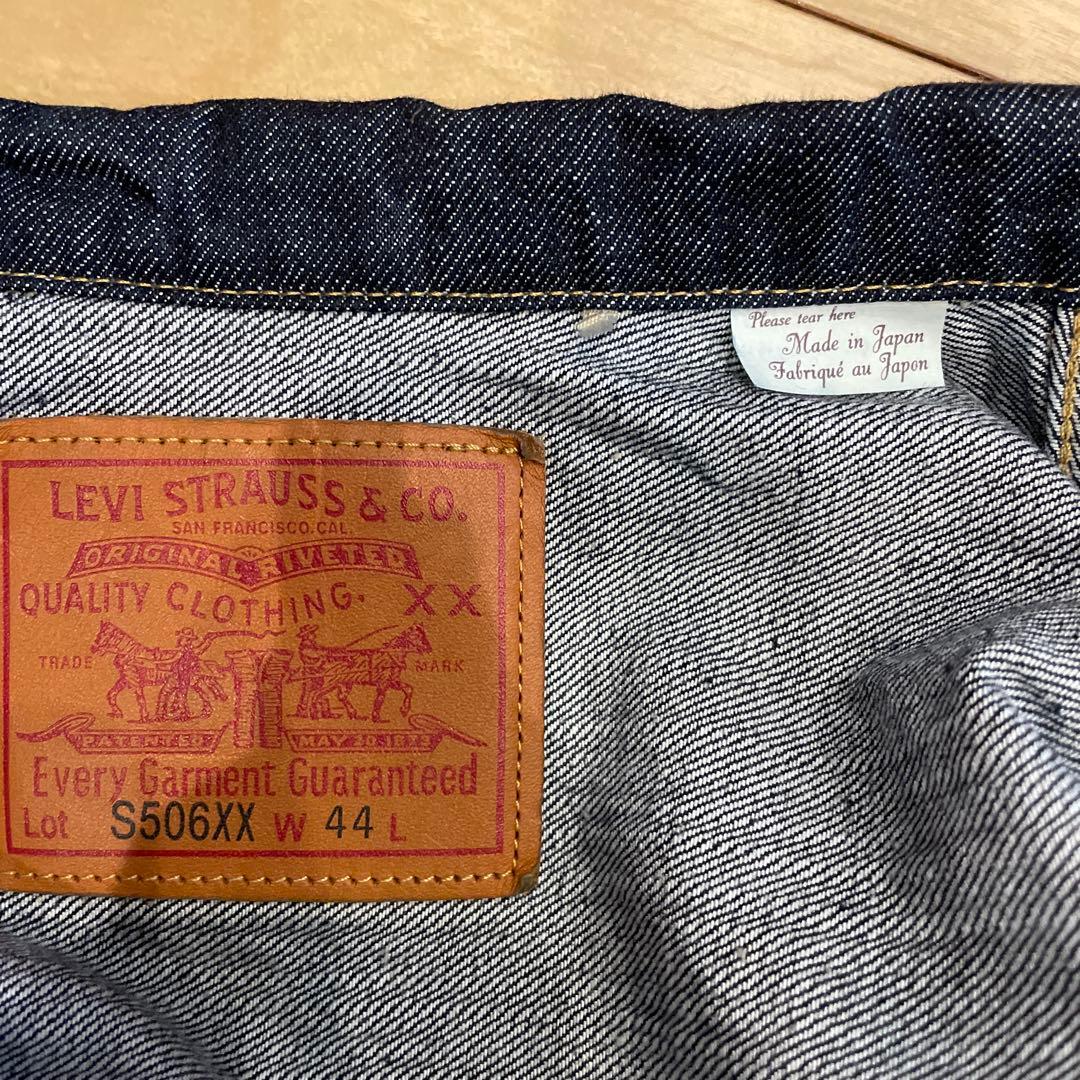 Please tear here
Made in Japan
Fabriqué au Japon
LEVI STRAUSS & CO.
SAN FRANCISCO, CAL.
ORIGINAL RIVETED
QUALITY CLOTHING. XX
TRADE MARK
PATENTED MAY 20 1873
Every Garment Guaranteed
Lot S506XX W 44 L